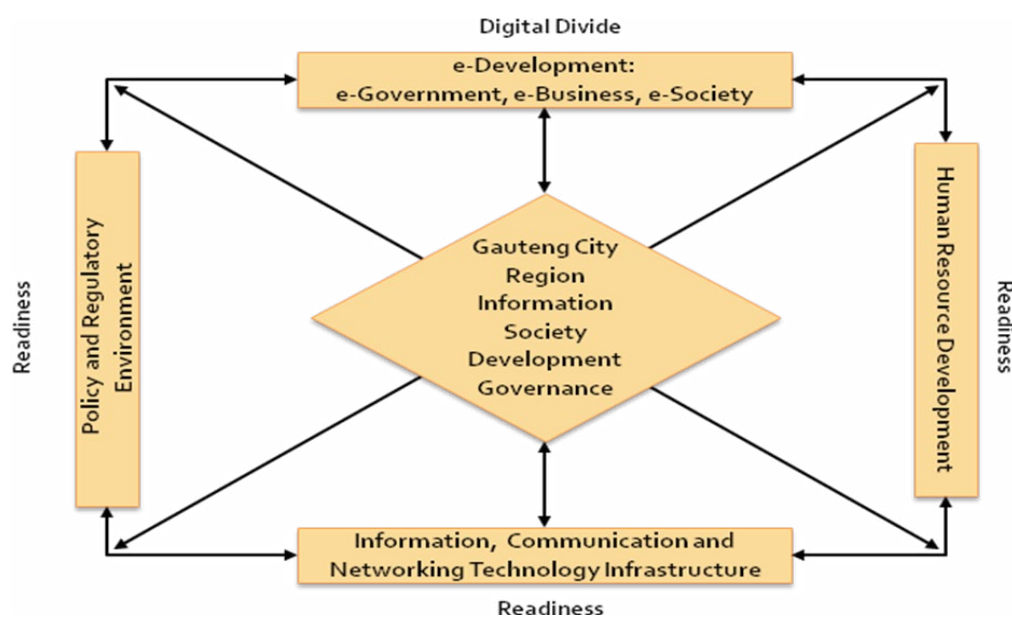 Digital Divide
e-Development:
e-Government, e-Business, e-Society
Readiness
Policy and Regulatory
Environment
Gauteng City
Region
Information
Society
Development
Governance
Human Resource Development
Readiness
Information, Communication and
Networking Technology Infrastructure
Readiness